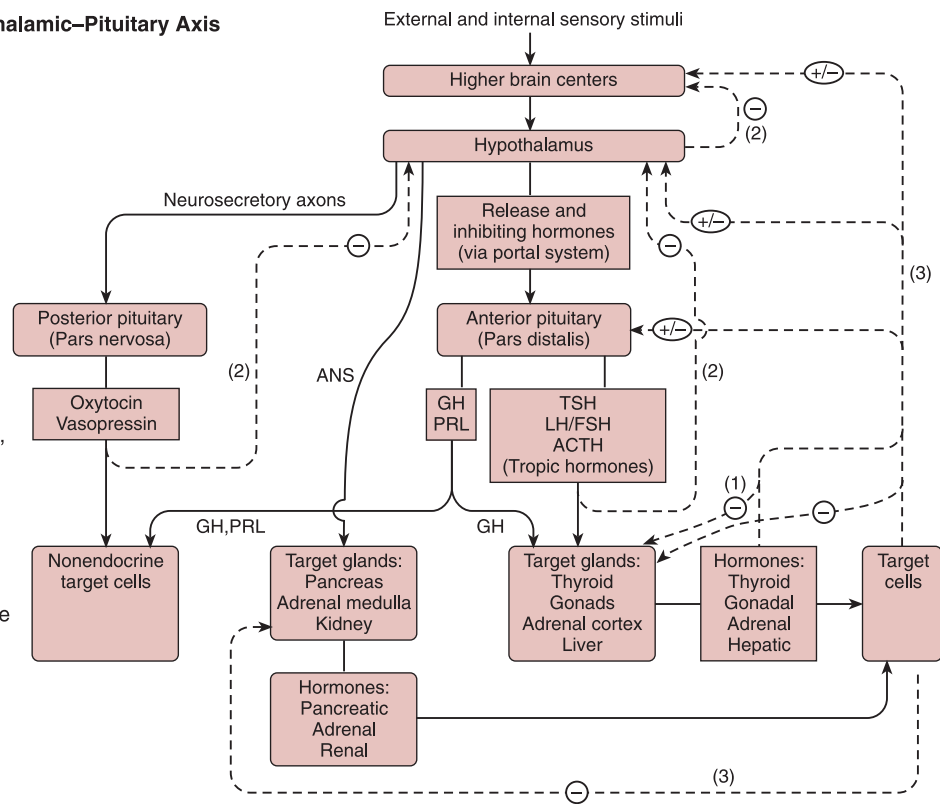 halamic–Pituitary Axis
External and internal sensory stimuli
Higher brain centers
+/–
–
(2)
Hypothalamus
Neurosecretory axons
Release and
inhibiting hormones
(via portal system)
–
–
+/–
(3)
Posterior pituitary
(Pars nervosa)
Anterior pituitary
(Pars distalis)
+/–
(2)
ANS
(2)
Oxytocin
Vasopressin
,
GH
PRL
TSH
LH/FSH
ACTH
(Tropic hormones)
(1)
–
–
GH,PRL
GH
Nonendocrine
target cells
Target glands:
Pancreas
Adrenal medulla
Kidney
Target glands:
Thyroid
Gonads
Adrenal cortex
Liver
Hormones:
Thyroid
Gonadal
Adrenal
Hepatic
Target
cells
e
Hormones:
Pancreatic
Adrenal
Renal
(3)
–